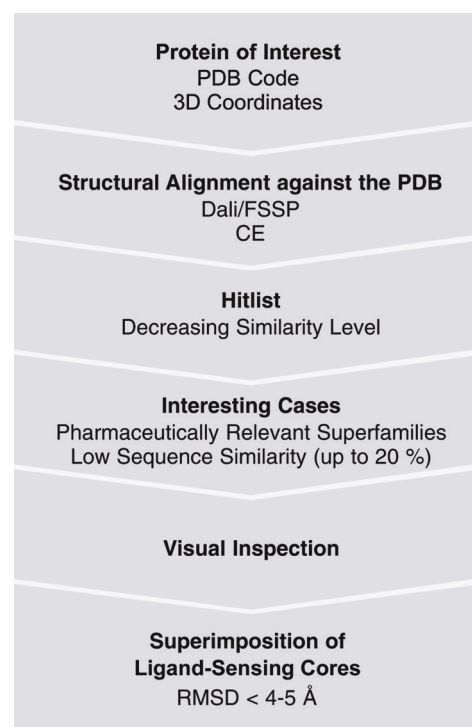 Protein of Interest
PDB Code
3D Coordinates
Structural Alignment against the PDB
Dali/FSSP
CE
Hitlist
Decreasing Similarity Level
Interesting Cases
Pharmaceutically Relevant Superfamilies
Low Sequence Similarity (up to 20 %)
Visual Inspection
Superimposition of
Ligand-Sensing Cores
RMSD < 4-5 Å